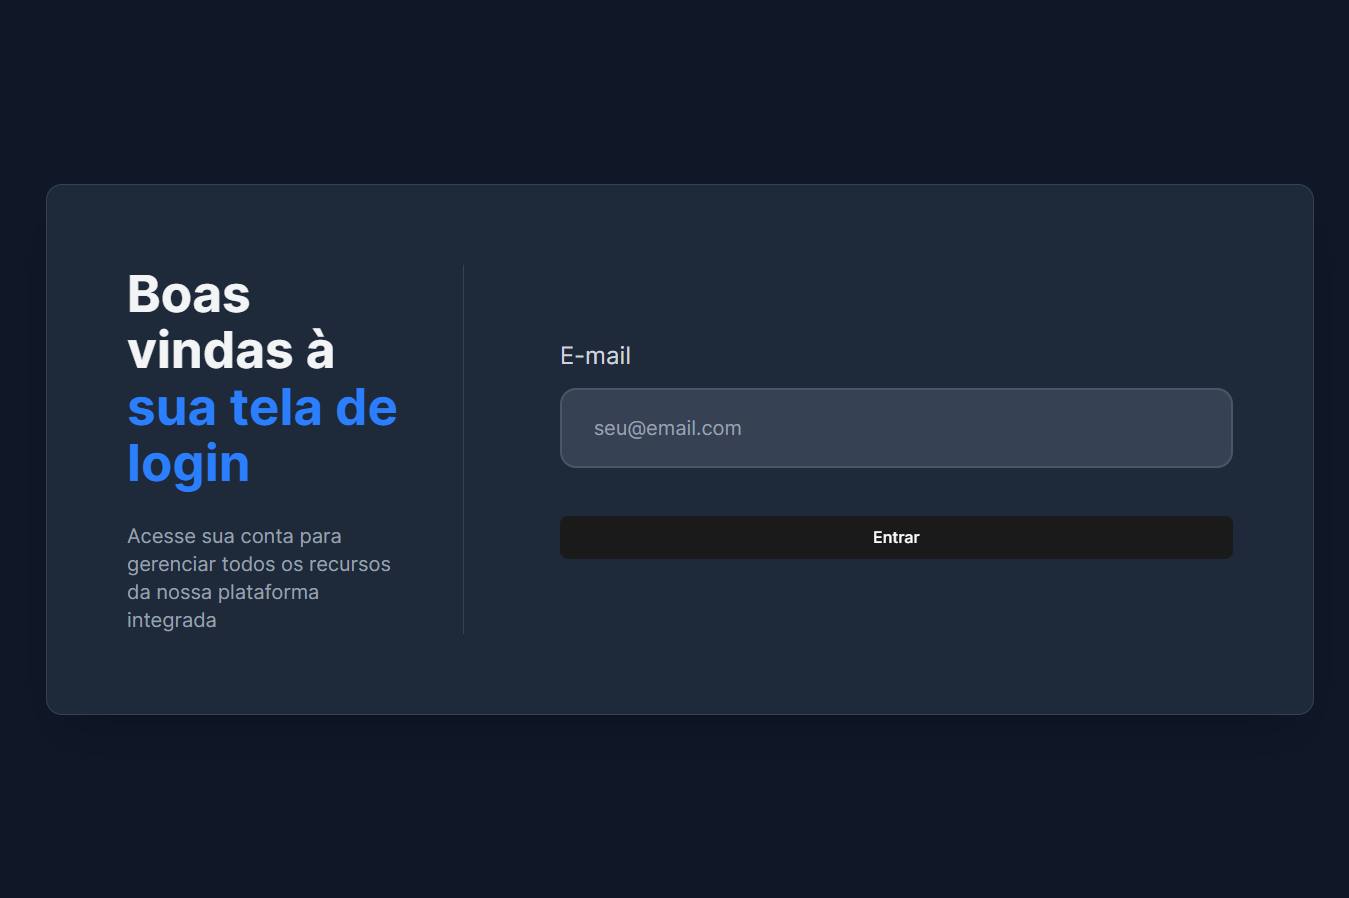 Boas
vindas à
sua tela de
login
Acesse sua conta para
gerenciar todos os recursos
da nossa plataforma
integrada
E-mail
seu@email.com
Entrar